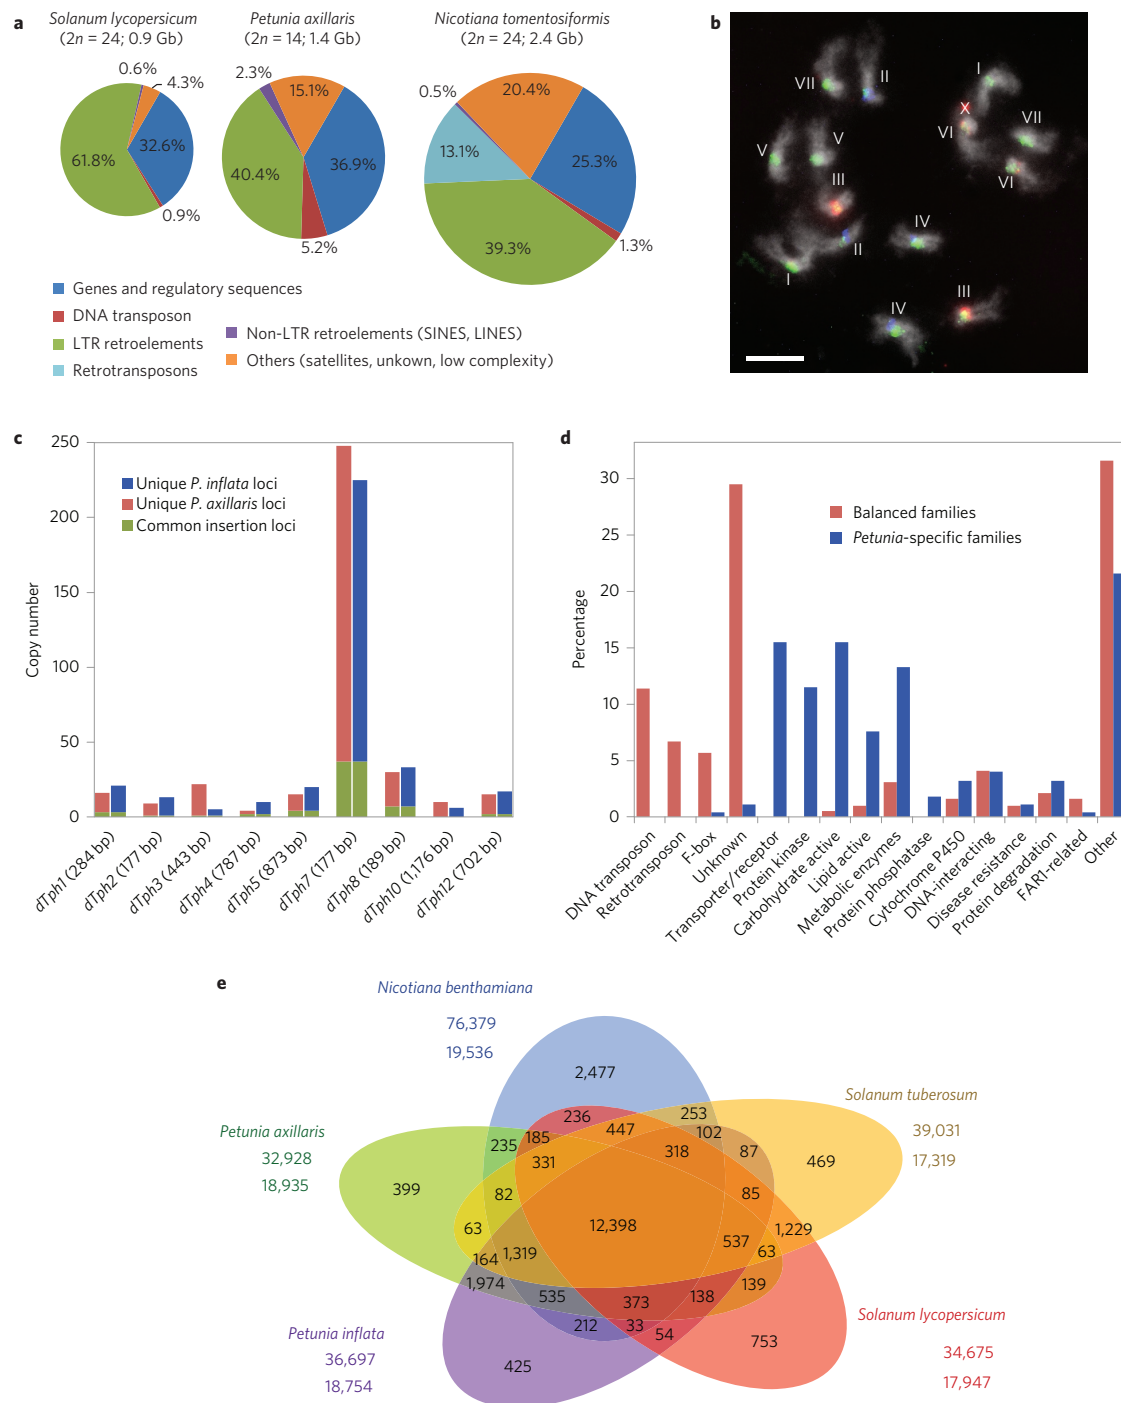 a
Solanum lycopersicum
(2n = 24; 0.9 Gb)
0.6%
4.3%
61.8%
32.6%
0.9%
Petunia axillaris
(2n = 14; 1.4 Gb)
2.3%
15.1%
40.4%
36.9%
5.2%
Nicotiana tomentosiformis
(2n = 24; 2.4 Gb)
0.5%
20.4%
13.1%
25.3%
39.3%
1.3%
Genes and regulatory sequences
DNA transposon
LTR retroelements
Retrotransposons
Non-LTR retroelements (SINES, LINES)
Others (satellites, unkown, low complexity)
b
VII
II
I
X
VI
VII
V
V
VI
III
IV
II
I
III
IV
c
250
200
150
100
50
0
Copy number
Unique P. inflata loci
Unique P. axillaris loci
Common insertion loci
dTph1 (284 bp)
dTph2 (177 bp)
dTph3 (443 bp)
dTph4 (787 bp)
dTph5 (873 bp)
dTph7 (177 bp)
dTph8 (189 bp)
dTph10 (1,176 bp)
dTph12 (702 bp)
d
30
25
20
15
10
5
0
Percentage
Balanced families
Petunia-specific families
DNA transposon
Retrotransposon
F-box
Unknown
Transporter/receptor
Protein kinase
Carbohydrate active
Lipid active
Metabolic enzymes
Protein phosphatase
Cytochrome P450
DNA-interacting
Disease resistance
Protein degradation
FAR1-related
Other
e
Nicotiana benthamiana
76,379
19,536
Solanum tuberosum
39,031
17,319
Petunia axillaris
32,928
18,935
Petunia inflata
36,697
18,754
Solanum lycopersicum
34,675
17,947
2,477
236
253
447
102
235
185
318
87
331
469
399
82
85
63
12,398
1,229
537
63
164
1,319
1,974
535
373
138
139
212
33
54
753
425